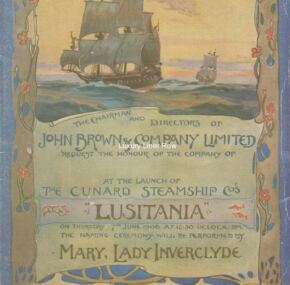 THE CHAIRMAN AND DIRECTORS OF
JOHN BROWN & COMPANY LIMITED
Luxury Liner Row
REQUEST THE HONOUR OF THE COMPANY OF
AT THE LAUNCH OF
THE CUNARD STEAMSHIP CO'S
"LUSITANIA"
ON THURSDAY 7TH JUNE 1906 AT 12:30 OCLOCK. P.M.
THE NAMING CEREMONY WILL BE PERFORMED BY
MARY, LADY INVERCLYDE